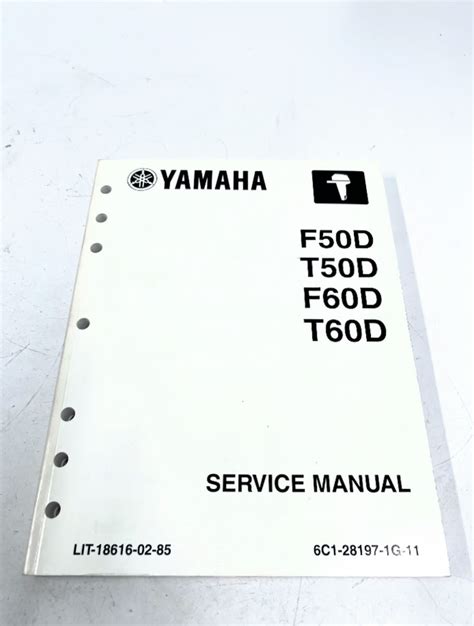 YAMAHA
F50D
T50D
F60D
T60D
SERVICE MANUAL
LIT-18616-02-85 6C1-28197-1G-11